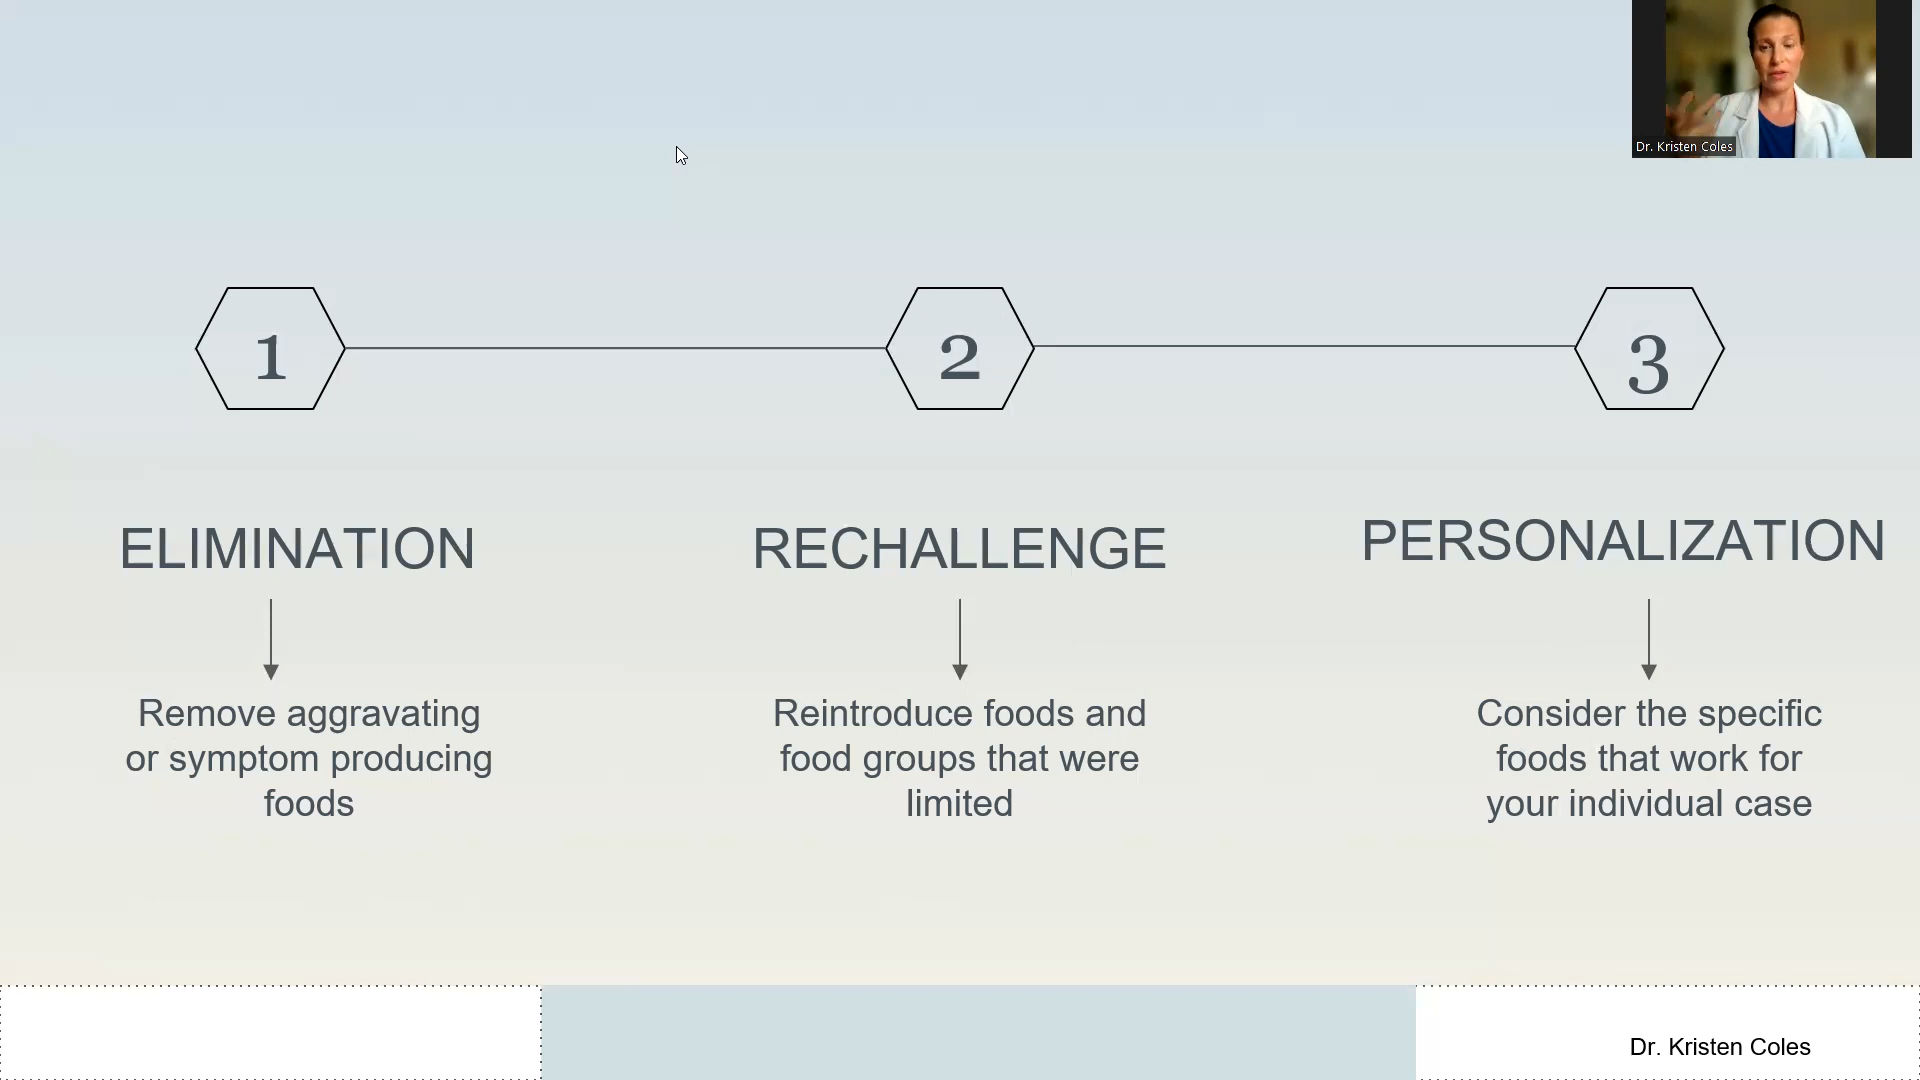 Dr. Kristen Coles
1
2
3
ELIMINATION
RECHALLENGE
PERSONALIZATION
Remove aggravating
or symptom producing
foods
Reintroduce foods and
food groups that were
limited
Consider the specific
foods that work for
your individual case
Dr. Kristen Coles